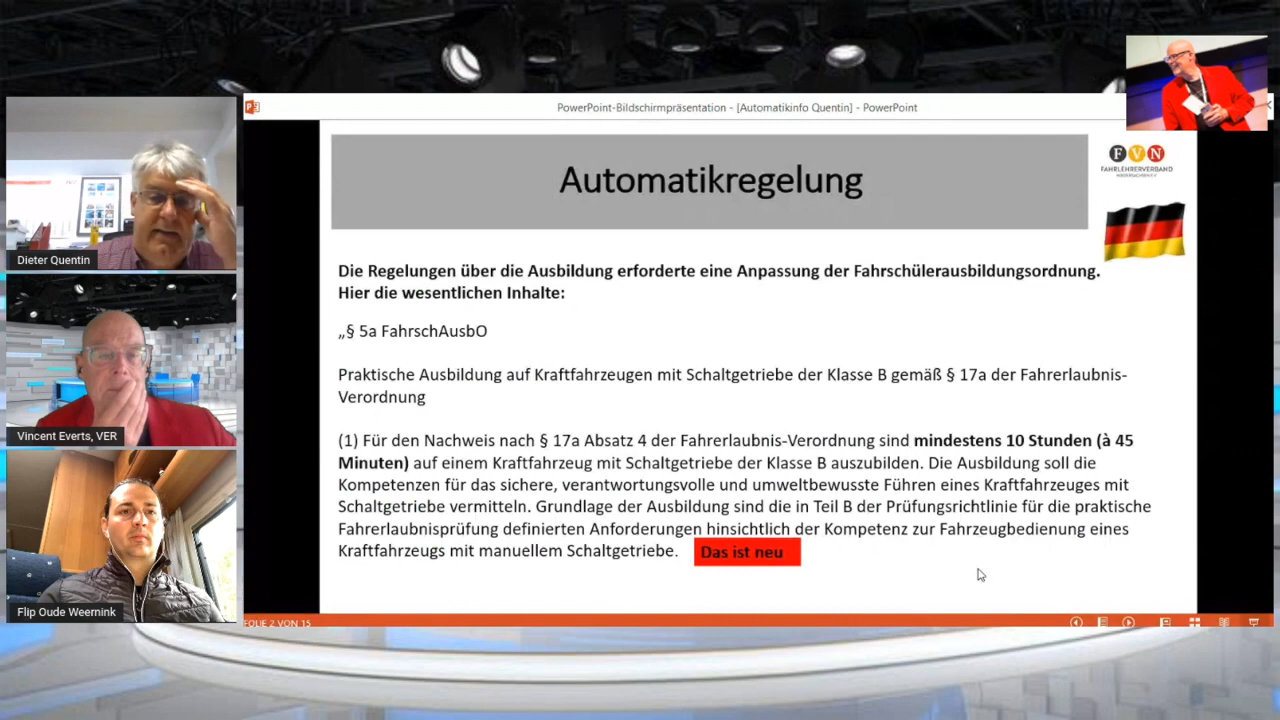 PowerPoint-Bildschirmpräsentation - [Automatikinfo Quentin] - PowerPoint
Automatikregelung
F V N
FAHRLEHRERVERBAND
Die Regelungen über die Ausbildung erforderte eine Anpassung der Fahrschülerausbildungsordnung.
Hier die wesentlichen Inhalte:
„§ 5a FahrschAusbO
Praktische Ausbildung auf Kraftfahrzeugen mit Schaltgetriebe der Klasse B gemäß § 17a der Fahrerlaubnis-
Verordnung
(1) Für den Nachweis nach § 17a Absatz 4 der Fahrerlaubnis-Verordnung sind mindestens 10 Stunden (à 45
Minuten) auf einem Kraftfahrzeug mit Schaltgetriebe der Klasse B auszubilden. Die Ausbildung soll die
Kompetenzen für das sichere, verantwortungsvolle und umweltbewusste Führen eines Kraftfahrzeuges mit
Schaltgetriebe vermitteln. Grundlage der Ausbildung sind die in Teil B der Prüfungsrichtlinie für die praktische
Fahrerlaubnisprüfung definierten Anforderungen hinsichtlich der Kompetenz zur Fahrzeugbedienung eines
Kraftfahrzeugs mit manuellem Schaltgetriebe. Das ist neu
FOLIE 2 VON 15
Dieter Quentin
Vincent Everts, VER
Flip Oude Weernink